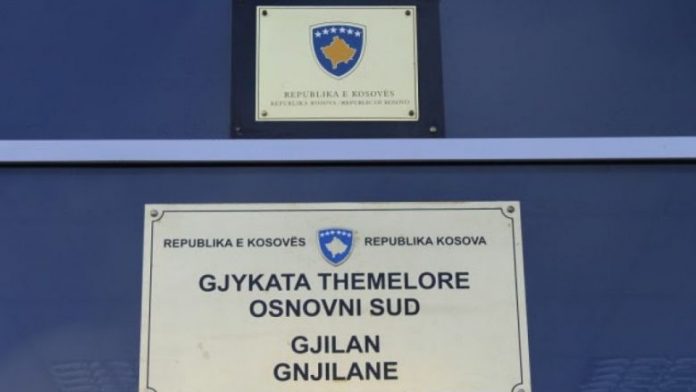 REPUBLIKA E KOSOVËS
REPUBLIKA KOSOVA / REPUBLIC OF KOSOVO
REPUBLIKA E KOSOVËS REPUBLIKA KOSOVA
GJYKATA THEMELORE
OSNOVNI SUD
GJILAN
GNJILANE